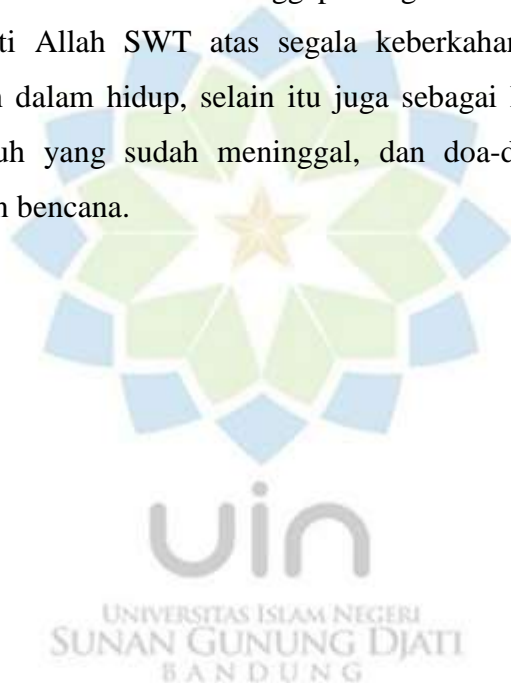 ti Allah SWT atas segala keberkahan
dalam hidup, selain itu juga sebagai
uh yang sudah meninggal, dan doa-d
n bencana.
uin
UNIVERSITAS ISLAM NEGERI
SUNAN GUNUNG DJATI
BANDUNG